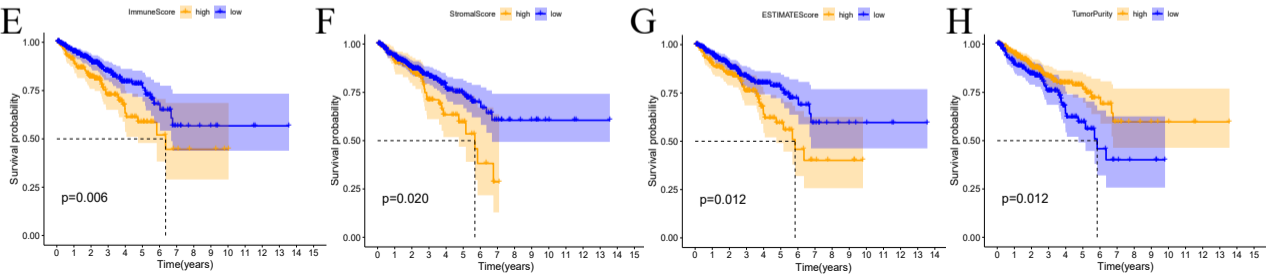 E
ImmuneScore high low
Survival probability
1.00
0.75
0.50
0.25
0.00
p=0.006
0 1 2 3 4 5 6 7 8 9 10 11 12 13 14 15
Time(years)
F
StromalScore high low
Survival probability
1.00
0.75
0.50
0.25
0.00
p=0.020
0 1 2 3 4 5 6 7 8 9 10 11 12 13 14 15
Time(years)
G
ESTIMATEScore high low
Survival probability
1.00
0.75
0.50
0.25
0.00
p=0.012
0 1 2 3 4 5 6 7 8 9 10 11 12 13 14
Time(years)
H
TumorPurity high low
Survival probability
1.00
0.75
0.50
0.25
0.00
p=0.012
0 1 2 3 4 5 6 7 8 9 10 11 12 13 14 15
Time(years)